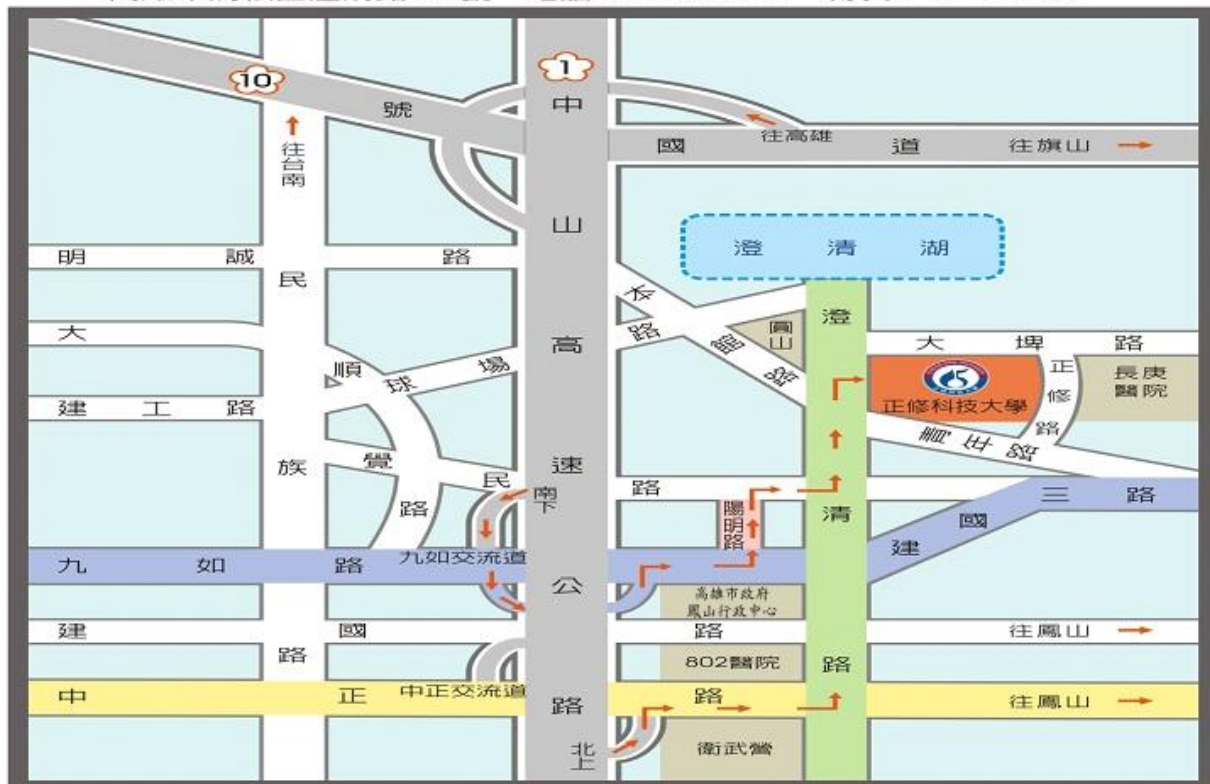 10
1
號
國道
往高雄
往旗山
往台南
中山高速公路
明誠路
民族路
澄清湖
本館路
大順路
球場路
圓山
澄清路
大埤路
正修科技大學
正修路
長庚
醫院
建工路
覺民路
南下
陽明路
建國三路
九如路
九如交流道
高雄市政府
鳳山行政中心
建國路
往鳳山
802醫院
中正路
中正交流道
往鳳山
北上
衛武營